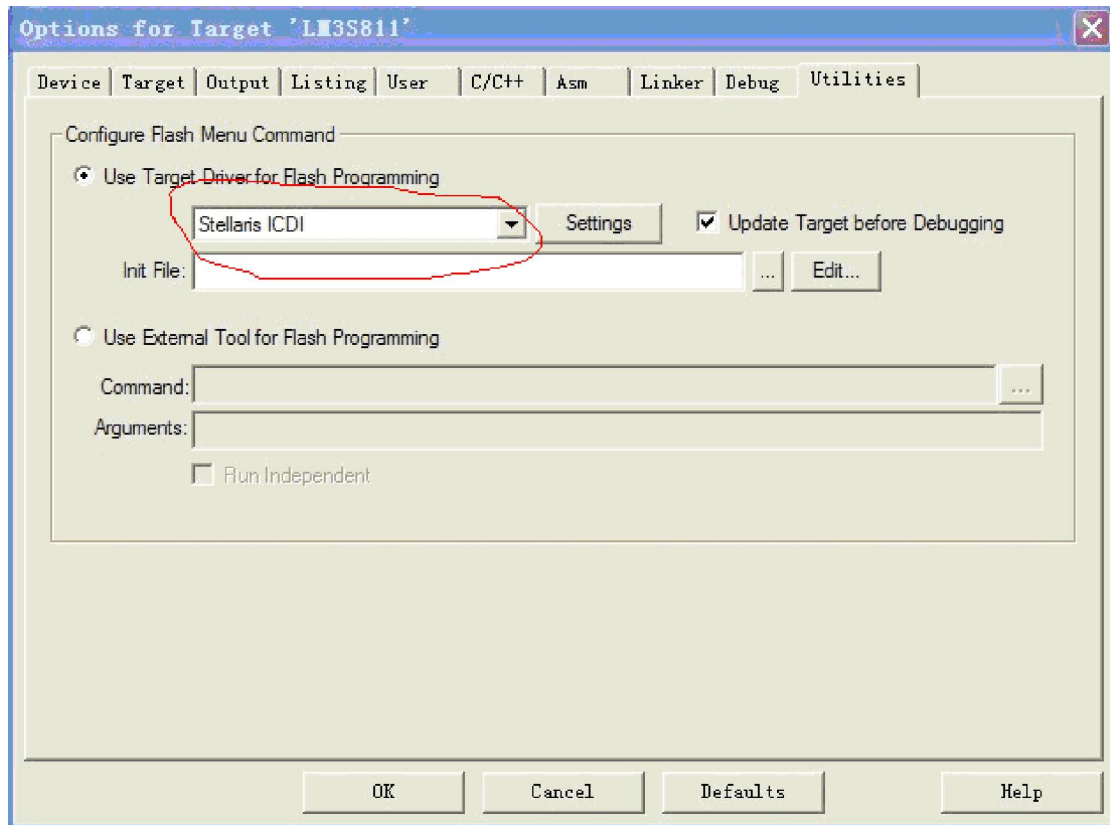 Options for Target 'LM3S811'
Device Target Output Listing User C/C++ Asm Linker Debug Utilities
Configure Flash Menu Command
Use Target Driver for Flash Programming
Stellaris ICDI Settings Update Target before Debugging
Init File: ... Edit...
Use External Tool for Flash Programming
Command: ...
Arguments:
Run Independent
OK Cancel Defaults Help